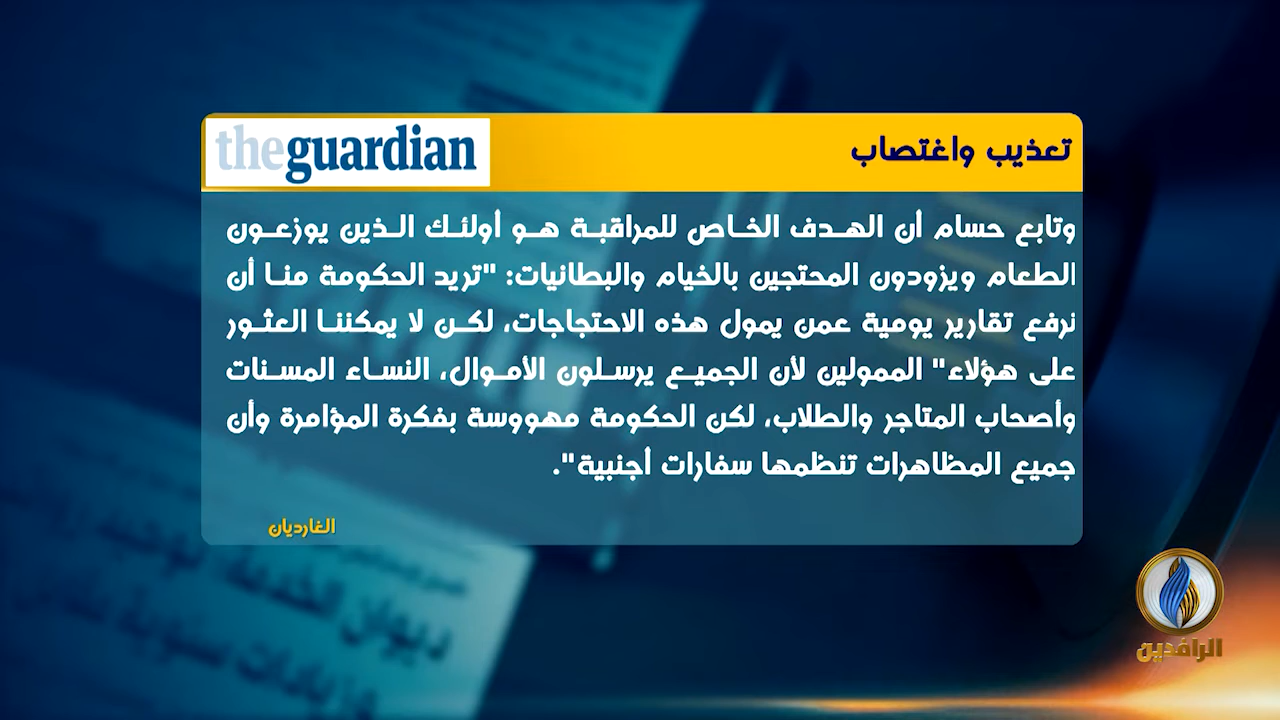 theguardian
تعذيب واغتصاب
وتابع حسام أن الهدف الخاص للمراقبة هو أولئك الذين يوزعون
الطعام ويزودون المحتجين بالخيام والبطانيات: "تريد الحكومة منا أن
نرفع تقارير يومية عمن يمول هذه الاحتجاجات، لكن لا يمكننا العثور
على هؤلاء" الممولين لأن الجميع يرسلون الأموال، النساء المسنات
وأصحاب المتاجر والطلاب، لكن الحكومة مهووسة بفكرة المؤامرة وأن
جميع المظاهرات تنظمها سفارات أجنبية".
الغارديان
ديوان الخدمة
الرافدين